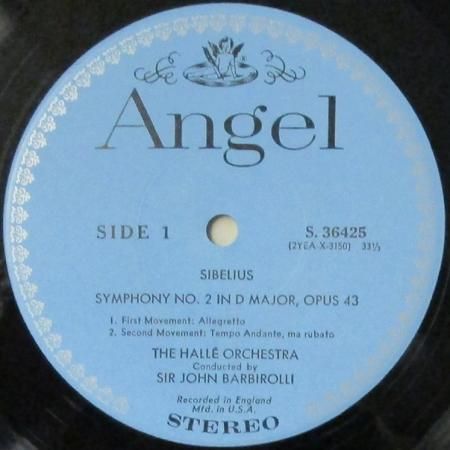 Angel
SIDE 1
S. 36425
(2YEA-X-3150) 33⅓
SIBELIUS
SYMPHONY NO. 2 IN D MAJOR, OPUS 43
1. First Movement: Allegretto
2. Second Movement: Tempo Andante, ma rubato
THE HALLÉ ORCHESTRA
Conducted by
SIR JOHN BARBIROLLI
Recorded in England
Mfd. in U.S.A.
STEREO